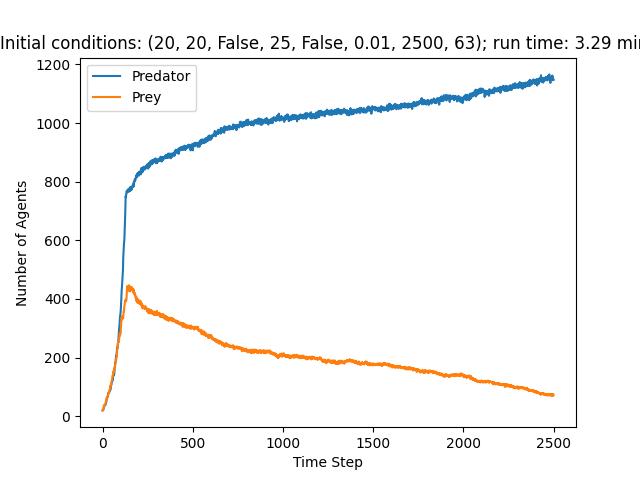 Initial conditions: (20, 20, False, 25, False, 0.01, 2500, 63); run time: 3.29 min
Predator
Prey
1200
1000
800
600
400
200
0
Number of Agents
0 500 1000 1500 2000 2500
Time Step